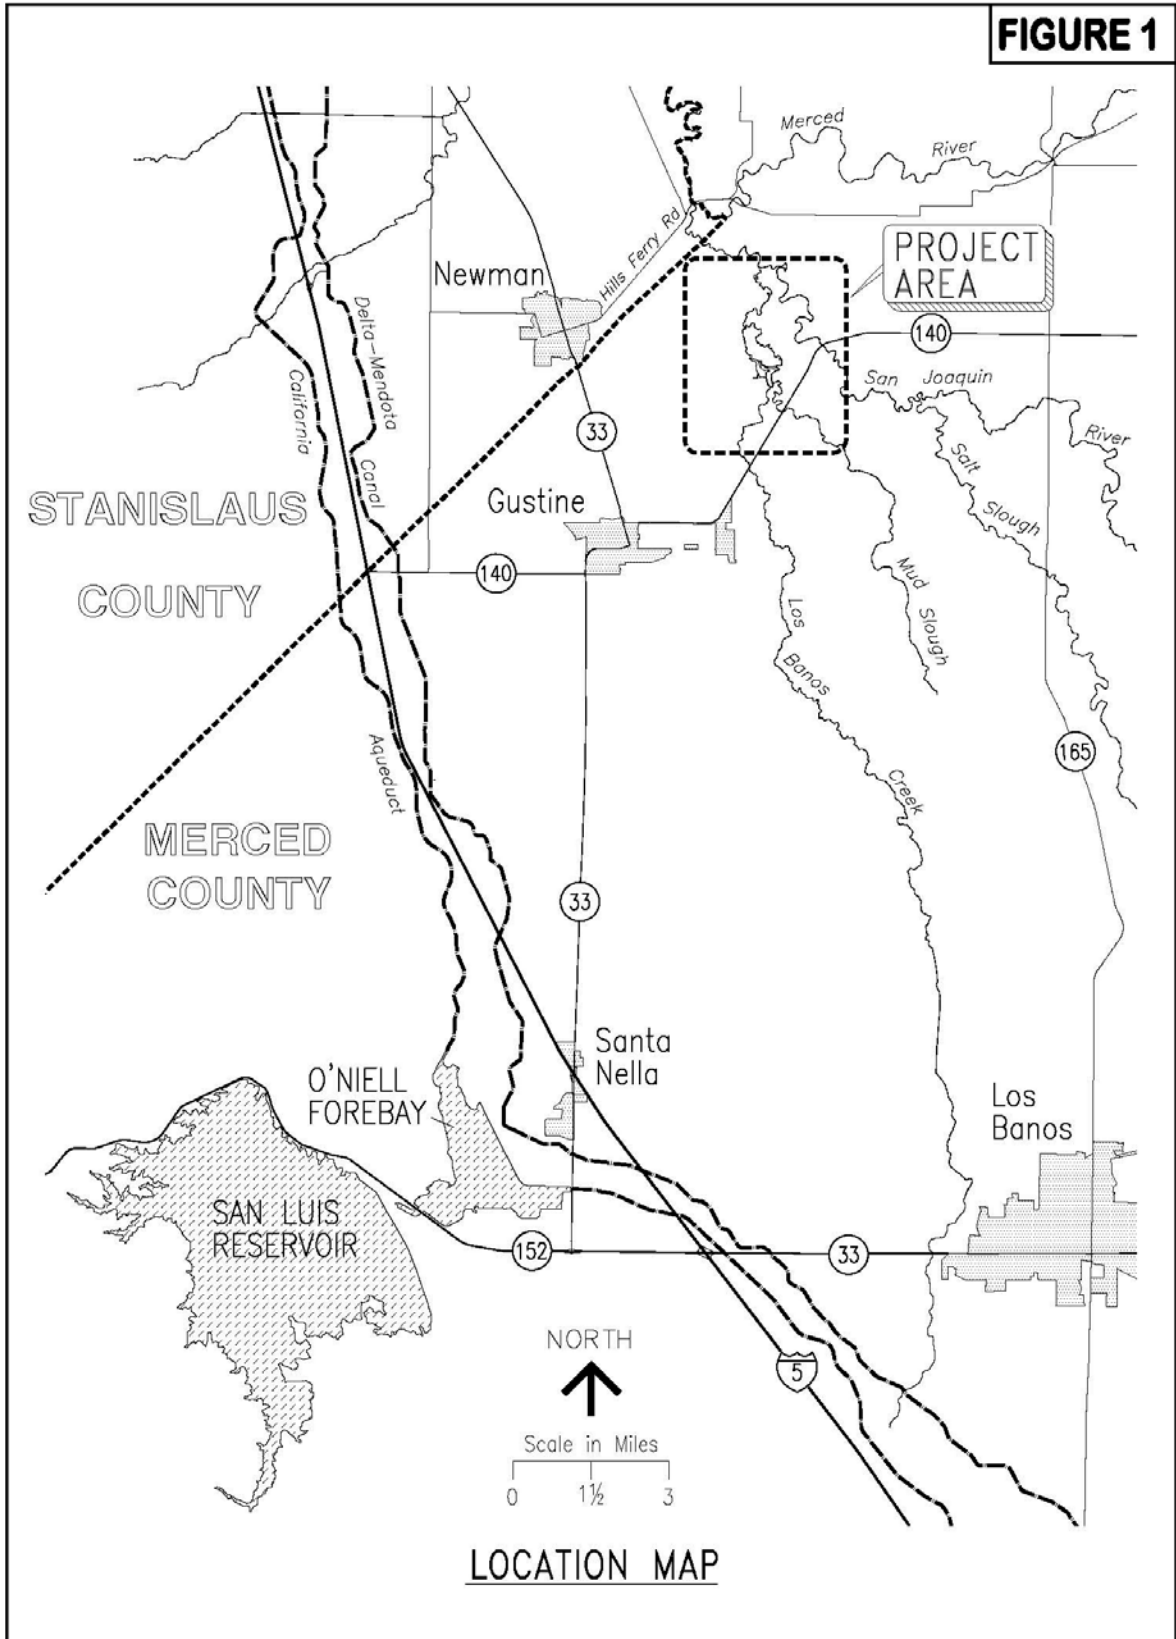 FIGURE 1
Merced
River
Hills Ferry Rd
PROJECT
AREA
Newman
140
Delta-Mendota
Canal
California
Aqueduct
San Joaquin
River
33
Salt
Slough
STANISLAUS
COUNTY
Gustine
140
Mud
Slough
Los
Banos
Creek
165
MERCED
COUNTY
33
Santa
Nella
O'NIELL
FOREBAY
Los
Banos
SAN LUIS
RESERVOIR
152
33
NORTH
5
Scale in Miles
0 1½ 3
LOCATION MAP